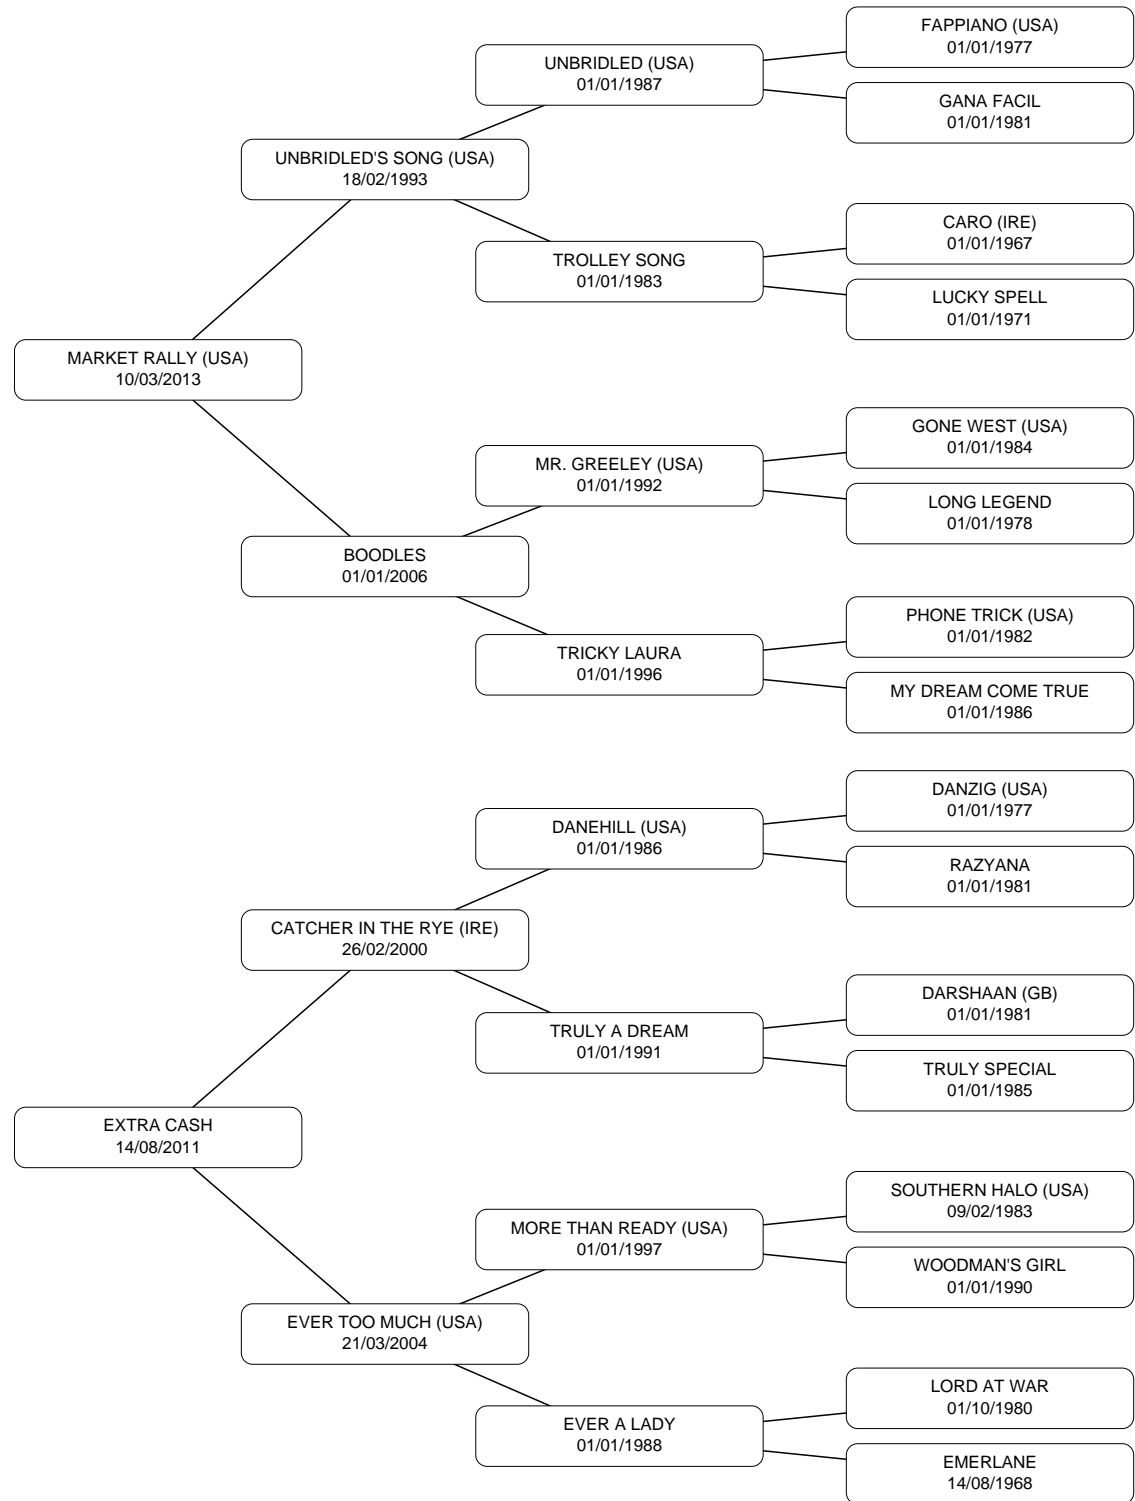 FAPPIANO (USA)
01/01/1977
UNBRIDLED (USA)
01/01/1987
GANA FACIL
01/01/1981
UNBRIDLED'S SONG (USA)
18/02/1993
CARO (IRE)
01/01/1967
TROLLEY SONG
01/01/1983
LUCKY SPELL
01/01/1971
MARKET RALLY (USA)
10/03/2013
GONE WEST (USA)
01/01/1984
MR. GREELEY (USA)
01/01/1992
LONG LEGEND
01/01/1978
BOODLES
01/01/2006
PHONE TRICK (USA)
01/01/1982
TRICKY LAURA
01/01/1996
MY DREAM COME TRUE
01/01/1986
DANZIG (USA)
01/01/1977
DANEHILL (USA)
01/01/1986
RAZYANA
01/01/1981
CATCHER IN THE RYE (IRE)
26/02/2000
DARSHAAN (GB)
01/01/1981
TRULY A DREAM
01/01/1991
TRULY SPECIAL
01/01/1985
EXTRA CASH
14/08/2011
SOUTHERN HALO (USA)
09/02/1983
MORE THAN READY (USA)
01/01/1997
WOODMAN'S GIRL
01/01/1990
EVER TOO MUCH (USA)
21/03/2004
LORD AT WAR
01/10/1980
EVER A LADY
01/01/1988
EMERLANE
14/08/1968